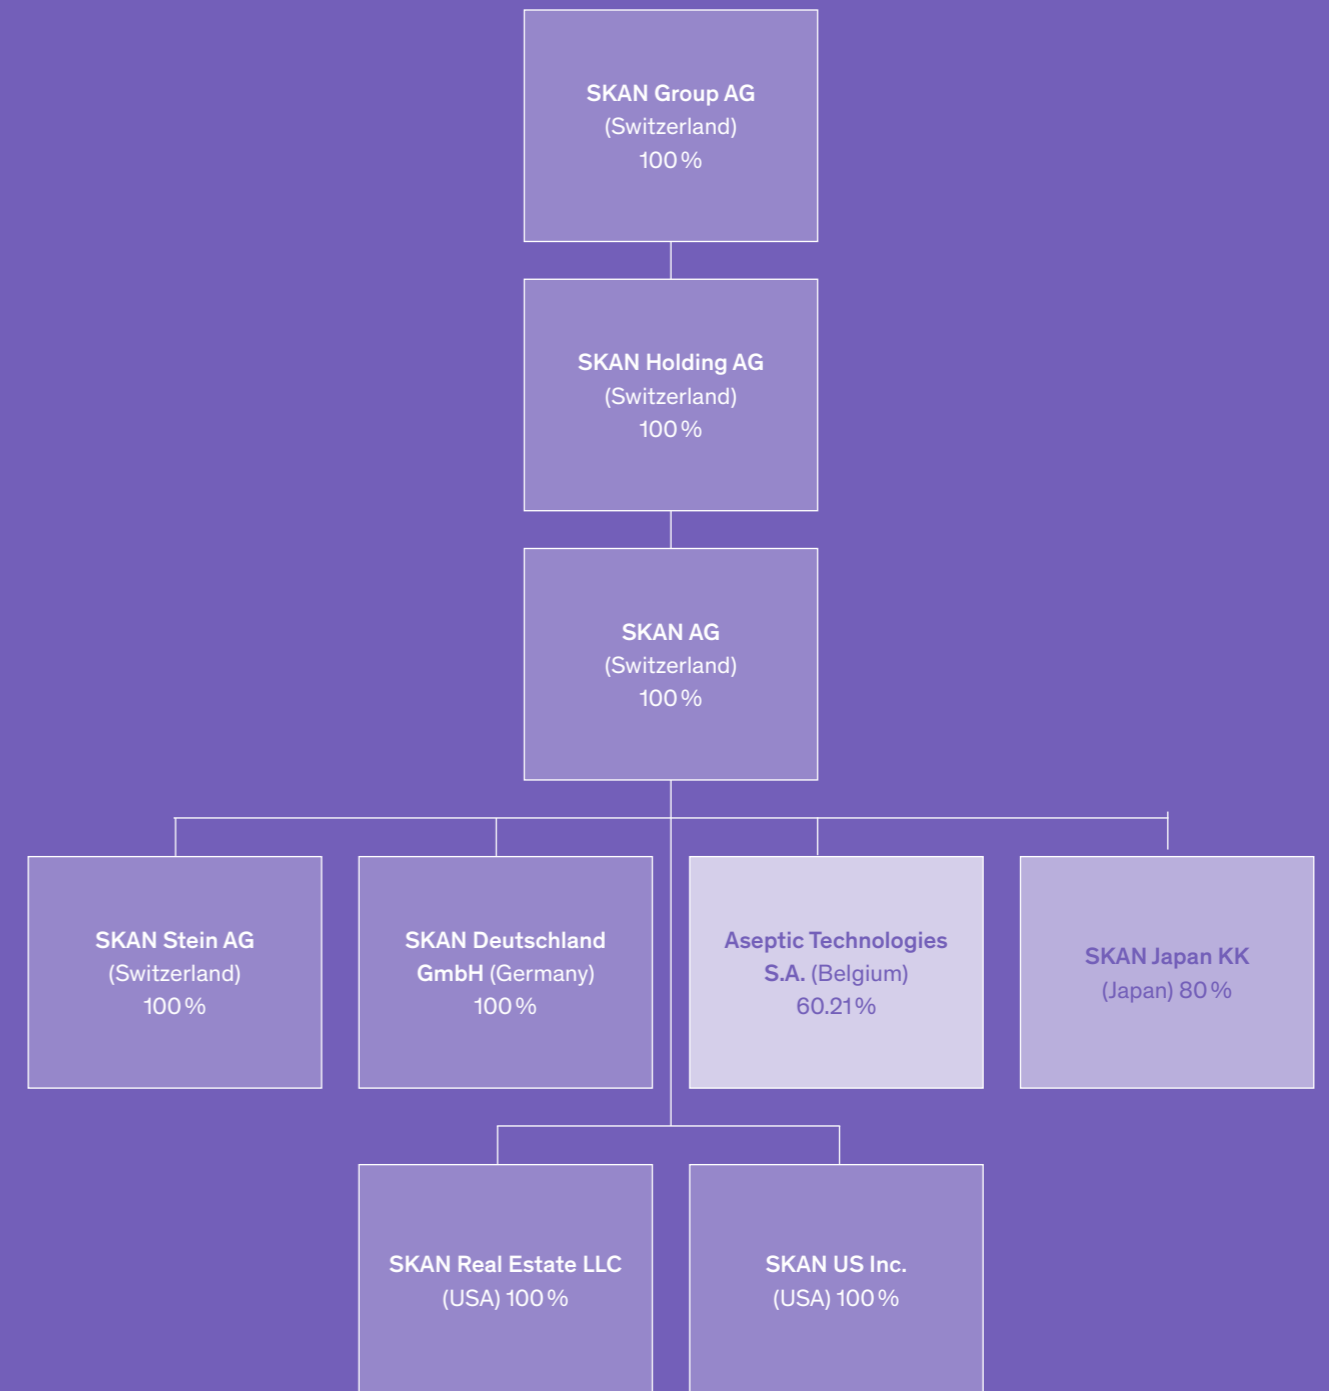 SKAN Group AG
(Switzerland)
100 %
SKAN Holding AG
(Switzerland)
100 %
SKAN AG
(Switzerland)
100 %
SKAN Stein AG
(Switzerland)
100 %
SKAN Deutschland
GmbH (Germany)
100 %
Aseptic Technologies
S.A. (Belgium)
60.21 %
SKAN Japan KK
(Japan) 80 %
SKAN Real Estate LLC
(USA) 100 %
SKAN US Inc.
(USA) 100 %